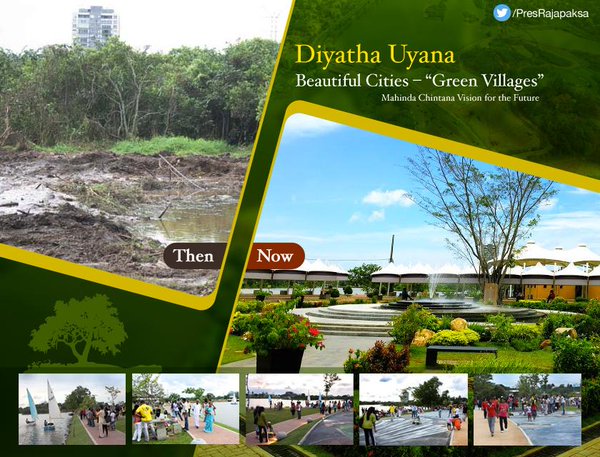 /PresRajapaksa
Diyatha Uyana
Beautiful Cities – “Green Villages”
Mahinda Chintana Vision for the Future
Then
Now